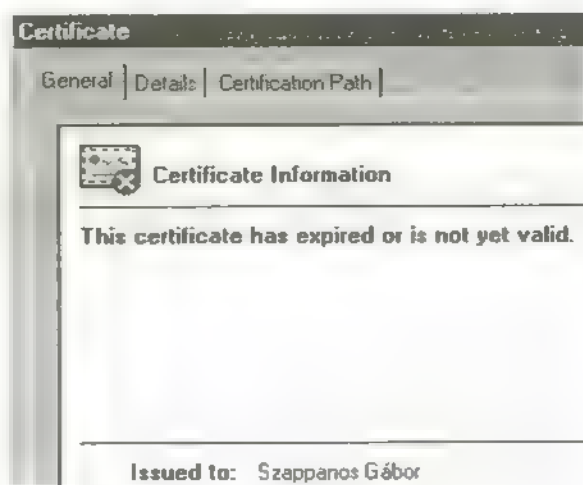 Certificate
General Details Certification Path
Certificate Information
This certificate has expired or is not yet valid.
Issued to: Szappanos Gábor